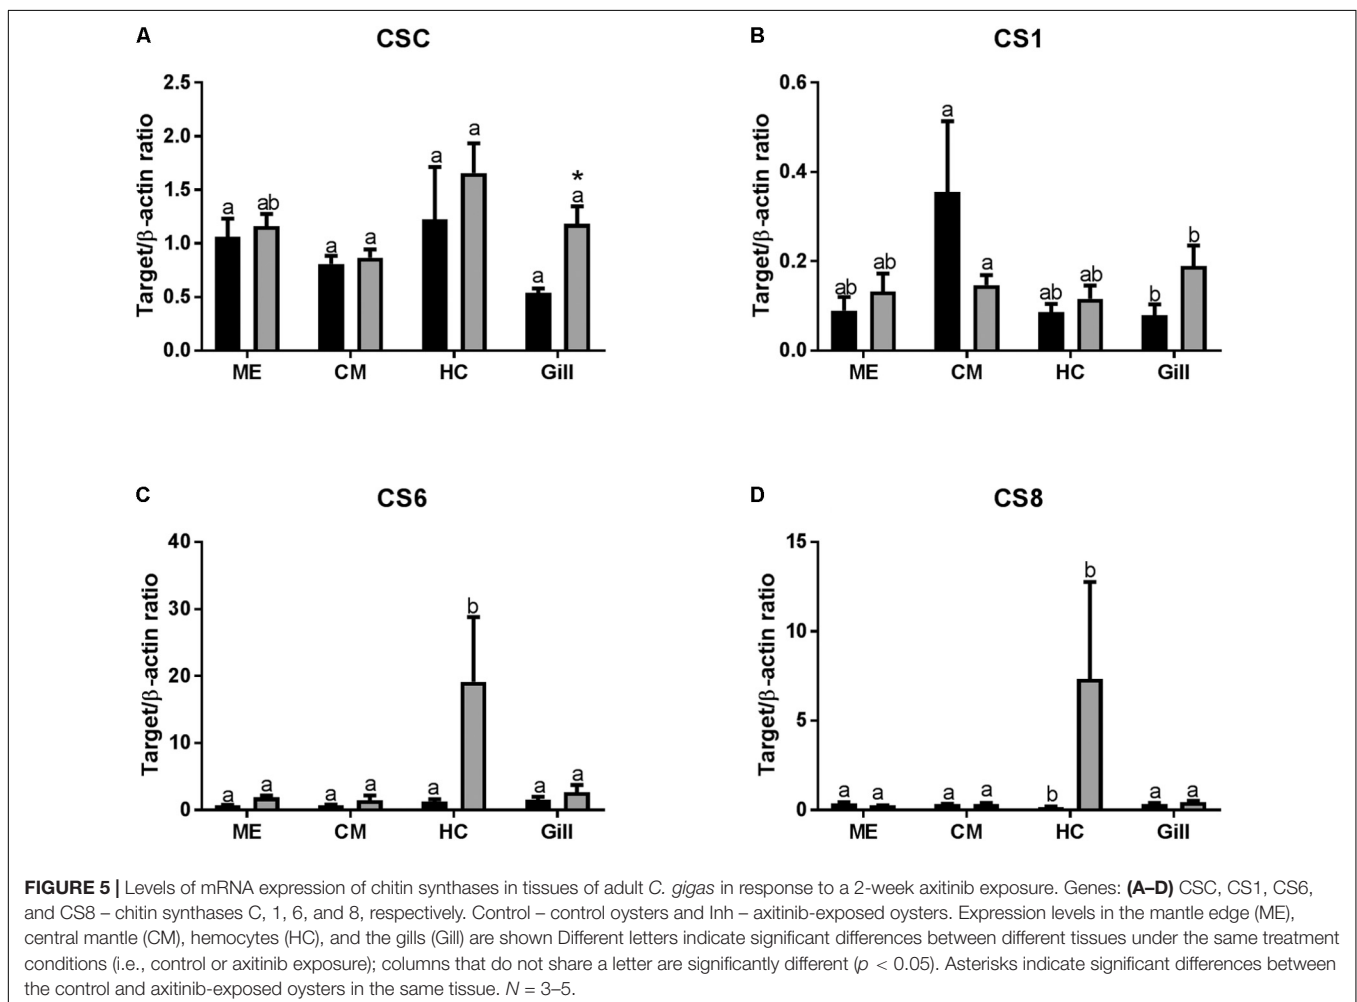 A
CSC
Target/β-actin ratio
2.5
2.0
1.5
1.0
0.5
0.0
a
ab
a
a
a
a
a
*
a
ME
CM
HC
Gill
B
CS1
Target/β-actin ratio
0.6
0.4
0.2
0.0
ab
ab
a
a
ab
ab
b
b
ME
CM
HC
Gill
C
CS6
Target/β-actin ratio
40
30
20
10
0
a
a
a
a
a
b
a
a
ME
CM
HC
Gill
D
CS8
Target/β-actin ratio
15
10
5
0
a
a
a
a
b
b
a
a
ME
CM
HC
Gill
FIGURE 5 | Levels of mRNA expression of chitin synthases in tissues of adult C. gigas in response to a 2-week axitinib exposure. Genes: (A–D) CSC, CS1, CS6,
and CS8 – chitin synthases C, 1, 6, and 8, respectively. Control – control oysters and Inh – axitinib-exposed oysters. Expression levels in the mantle edge (ME),
central mantle (CM), hemocytes (HC), and the gills (Gill) are shown Different letters indicate significant differences between different tissues under the same treatment
conditions (i.e., control or axitinib exposure); columns that do not share a letter are significantly different (p < 0.05). Asterisks indicate significant differences between
the control and axitinib-exposed oysters in the same tissue. N = 3–5.